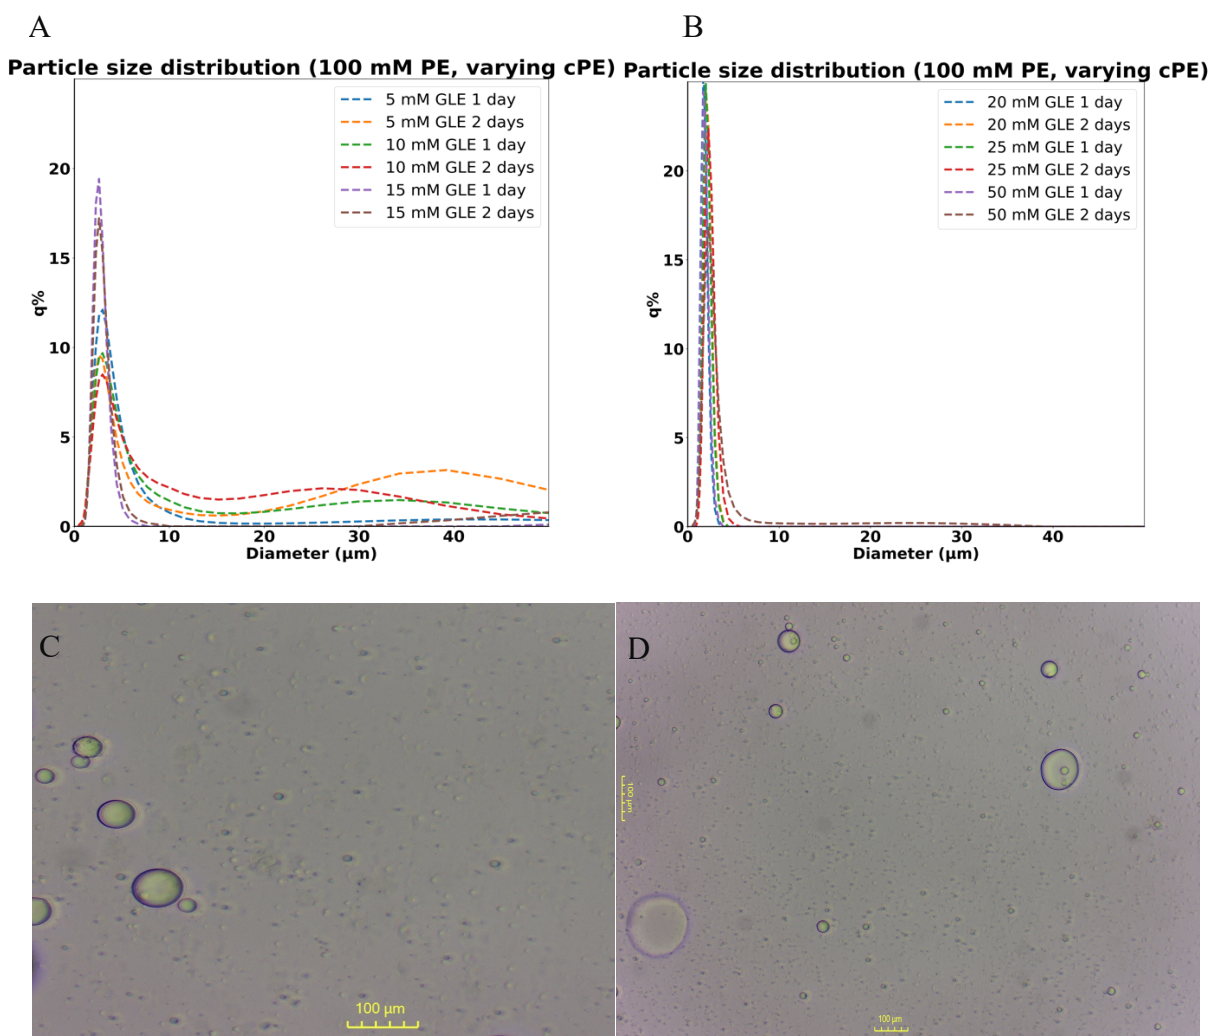 A
Particle size distribution (100 mM PE, varying cPE)
5 mM GLE 1 day
5 mM GLE 2 days
10 mM GLE 1 day
10 mM GLE 2 days
15 mM GLE 1 day
15 mM GLE 2 days
20
15
10
5
0
q%
0 10 20 30 40
Diameter (μm)
B
Particle size distribution (100 mM PE, varying cPE)
20 mM GLE 1 day
20 mM GLE 2 days
25 mM GLE 1 day
25 mM GLE 2 days
50 mM GLE 1 day
50 mM GLE 2 days
20
15
10
5
0
q%
0 10 20 30 40
Diameter (μm)
C
100 μm
D
100 μm
100 μm